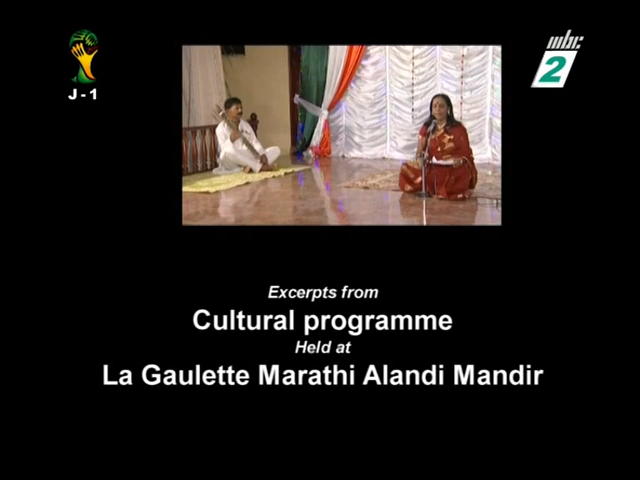 J-1
mbc
2
Excerpts from
Cultural programme
Held at
La Gaulette Marathi Alandi Mandir